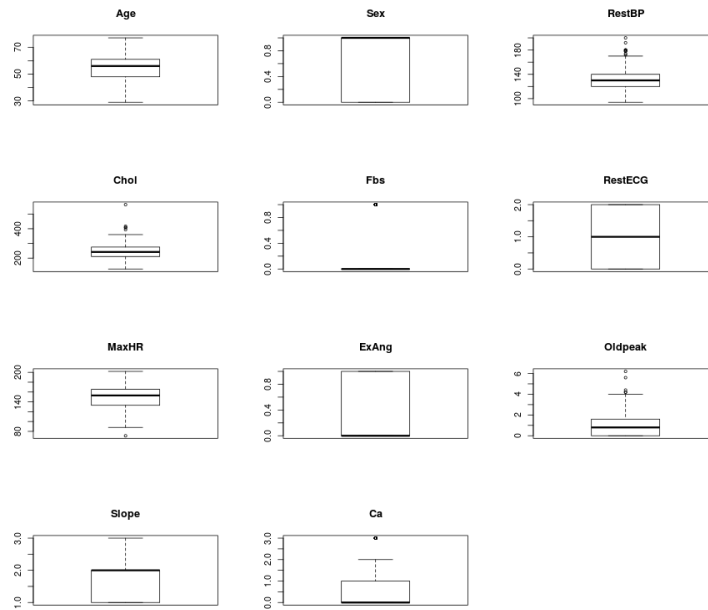 Age
30 50 70
Sex
0.0 0.4 0.8
RestBP
100 140 180
Chol
200 400
Fbs
0.0 0.4 0.8
RestECG
0.0 1.0 2.0
MaxHR
80 140 200
ExAng
0.0 0.4 0.8
Oldpeak
0 2 4 6
Slope
1.0 2.0 3.0
Ca
0.0 1.0 2.0 3.0